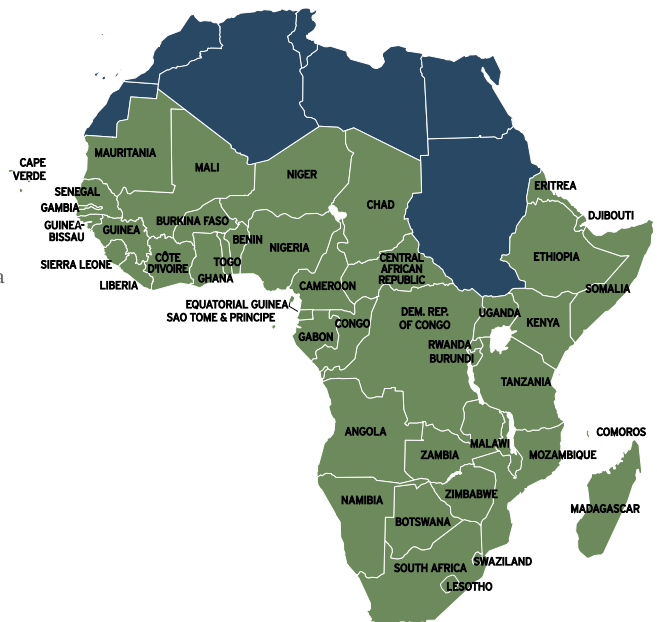 MAURITANIA
MALI
NIGER
CHAD
ERITREA
DJIBOUTI
CAPE
VERDE
SENEGAL
GAMBIA
GUINEA-
BISSAU
GUINEA
BURKINA FASO
BENIN
NIGERIA
ETHIOPIA
SIERRA LEONE
CÔTE
D'IVOIRE
TOGO
GHANA
LIBERIA
CAMEROON
CENTRAL
AFRICAN
REPUBLIC
SOMALIA
a
EQUATORIAL GUINEA
SAO TOME & PRINCIPE
GABON
CONGO
DEM. REP.
OF CONGO
UGANDA
KENYA
RWANDA
BURUNDI
TANZANIA
ANGOLA
ZAMBIA
MALAWI
MOZAMBIQUE
COMOROS
NAMIBIA
ZIMBABWE
BOTSWANA
MADAGASCAR
SOUTH AFRICA
SWAZILAND
LESOTHO